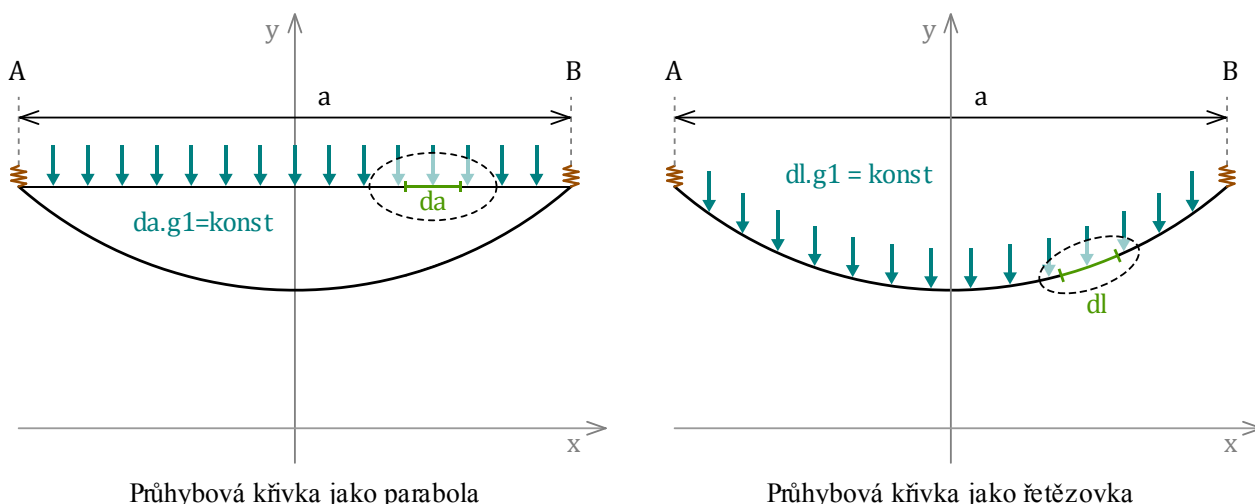 y
A
B
a
da
da.g1=konst
x
Průhybová křivka jako parabola
y
A
B
a
dl.g1 = konst
dl
x
Průhybová křivka jako řetězovka